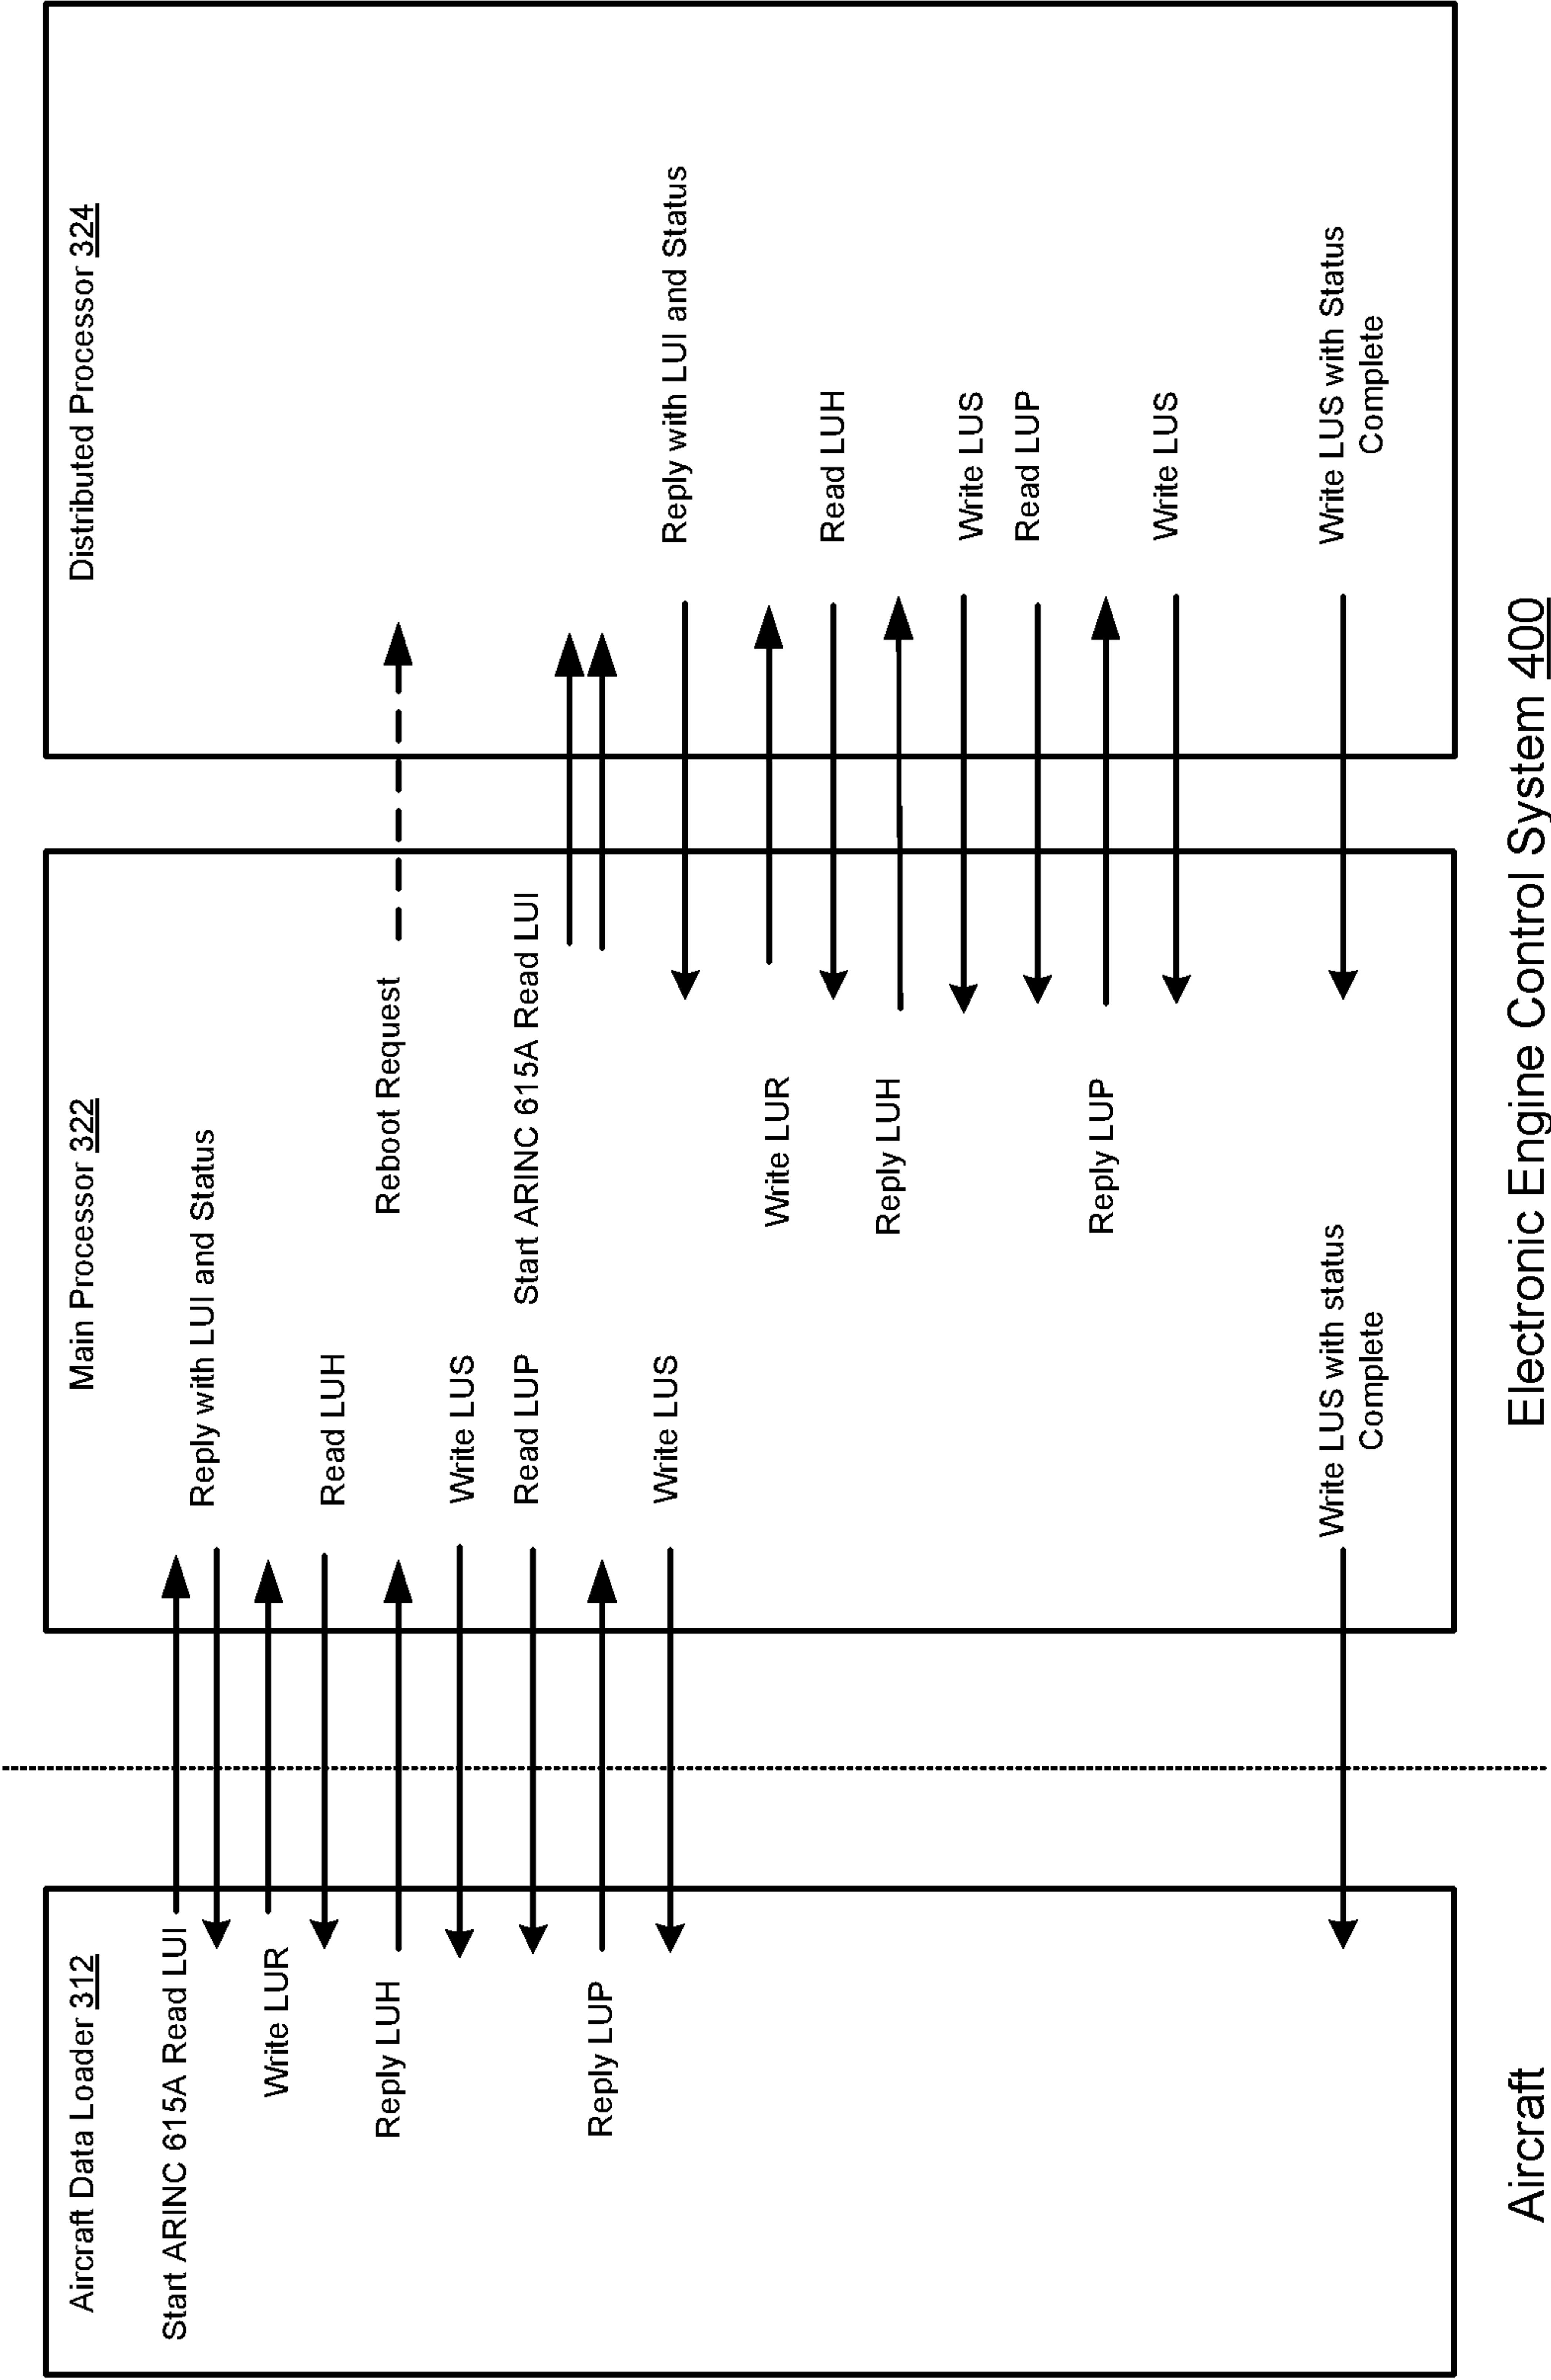 Aircraft Data Loader 312
Start ARINC 615A Read LUI
Write LUR
Reply LUH
Reply LUP
Main Processor 322
Reply with LUI and Status
Read LUH
Reboot Request
Write LUS
Read LUP
Start ARINC 615A Read LUI
Write LUS
Write LUR
Reply LUH
Reply LUP
Write LUS with status
Complete
Distributed Processor 324
Reply with LUI and Status
Read LUH
Write LUS
Read LUP
Write LUS
Write LUS with Status
Complete
Aircraft
Electronic Engine Control System 400